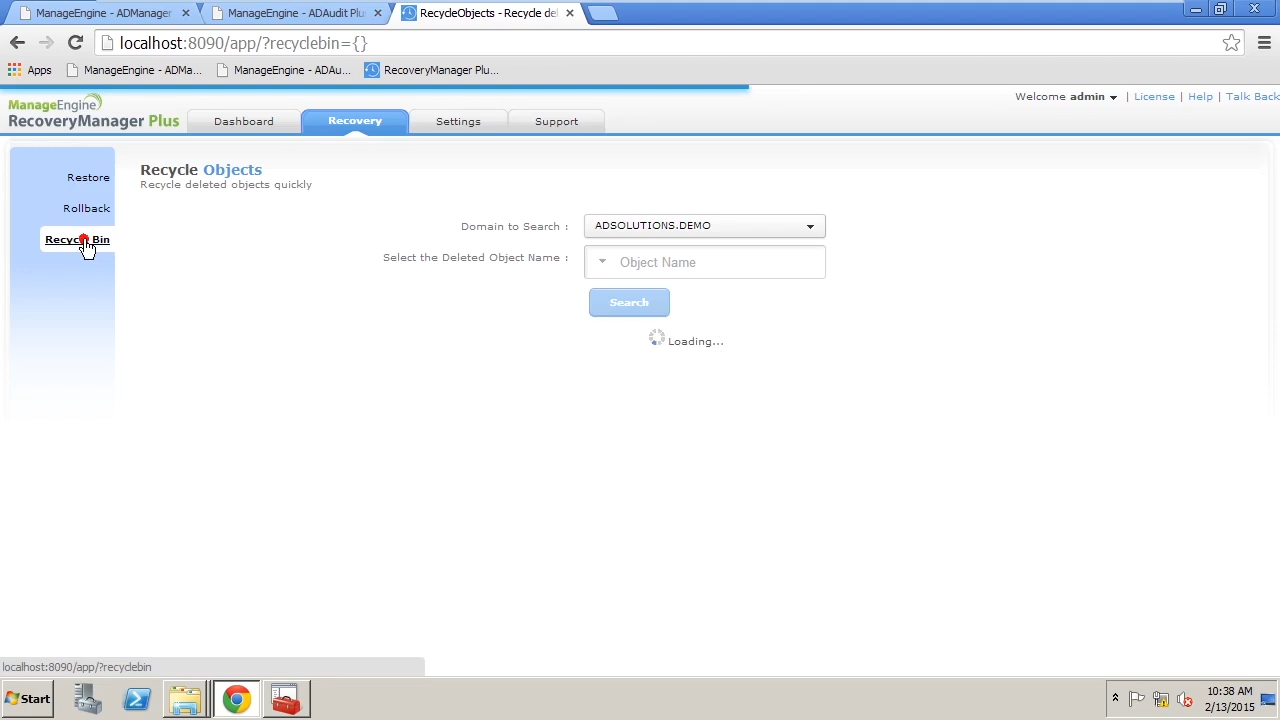 ManageEngine - ADManager
ManageEngine - ADAudit Plu
RecycleObjects - Recycle del
localhost:8090/app/?recyclebin={}
Apps
ManageEngine - ADMa...
ManageEngine - ADAu...
RecoveryManager Plu...
ManageEngine
RecoveryManager Plus
Dashboard
Recovery
Settings
Support
Welcome admin
| License | Help | Talk Back
Restore
Rollback
Recycle Bin
Recycle Objects
Recycle deleted objects quickly
Domain to Search :
ADSOLUTIONS.DEMO
Select the Deleted Object Name :
Object Name
Search
Loading...
localhost:8090/app/?recyclebin
Start
10:38 AM
2/13/2015